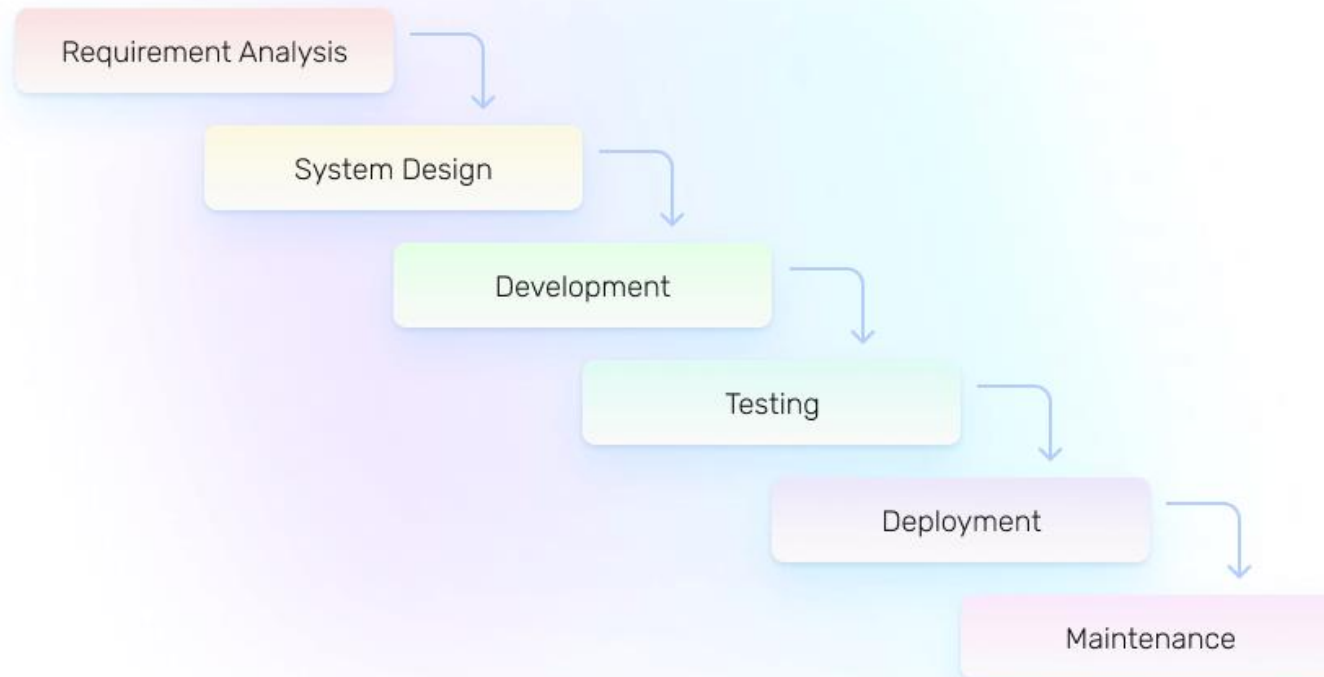 Requirement Analysis
System Design
Development
Testing
Deployment
Maintenance